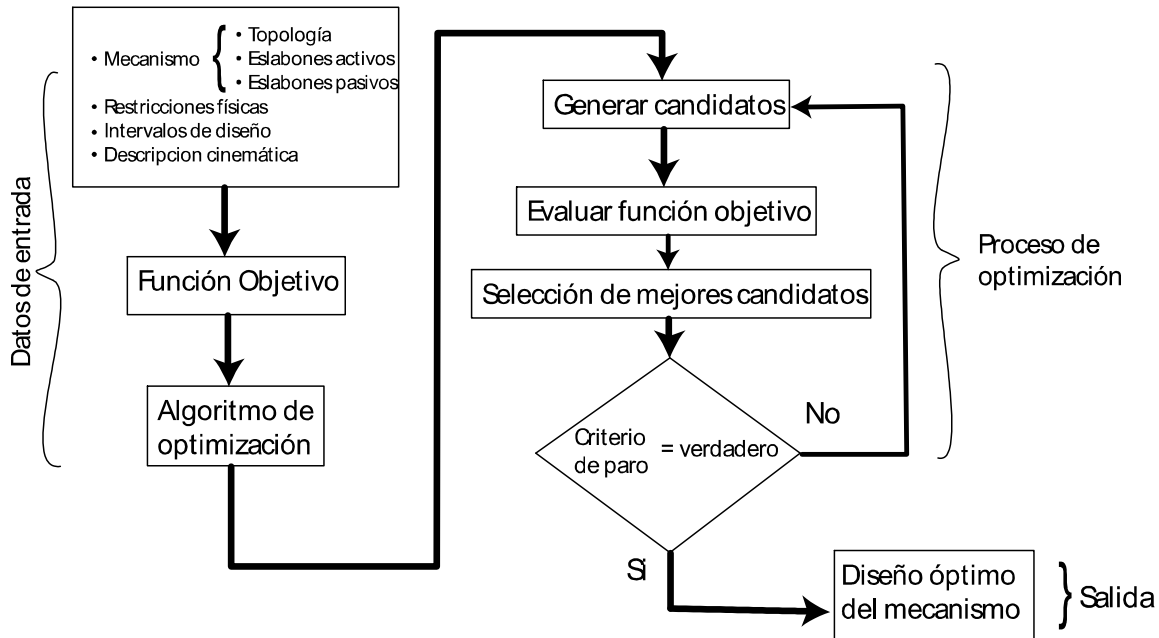 Datos de entrada
• Mecanismo
• Topología
• Eslabones activos
• Eslabones pasivos
• Restricciones físicas
• Intervalos de diseño
• Descripcion cinemática
Función Objetivo
Algoritmo de
optimización
Generar candidatos
Evaluar función objetivo
Selección de mejores candidatos
Criterio
de paro
= verdadero
No
Si
Proceso de
optimización
Diseño óptimo
del mecanismo
Salida